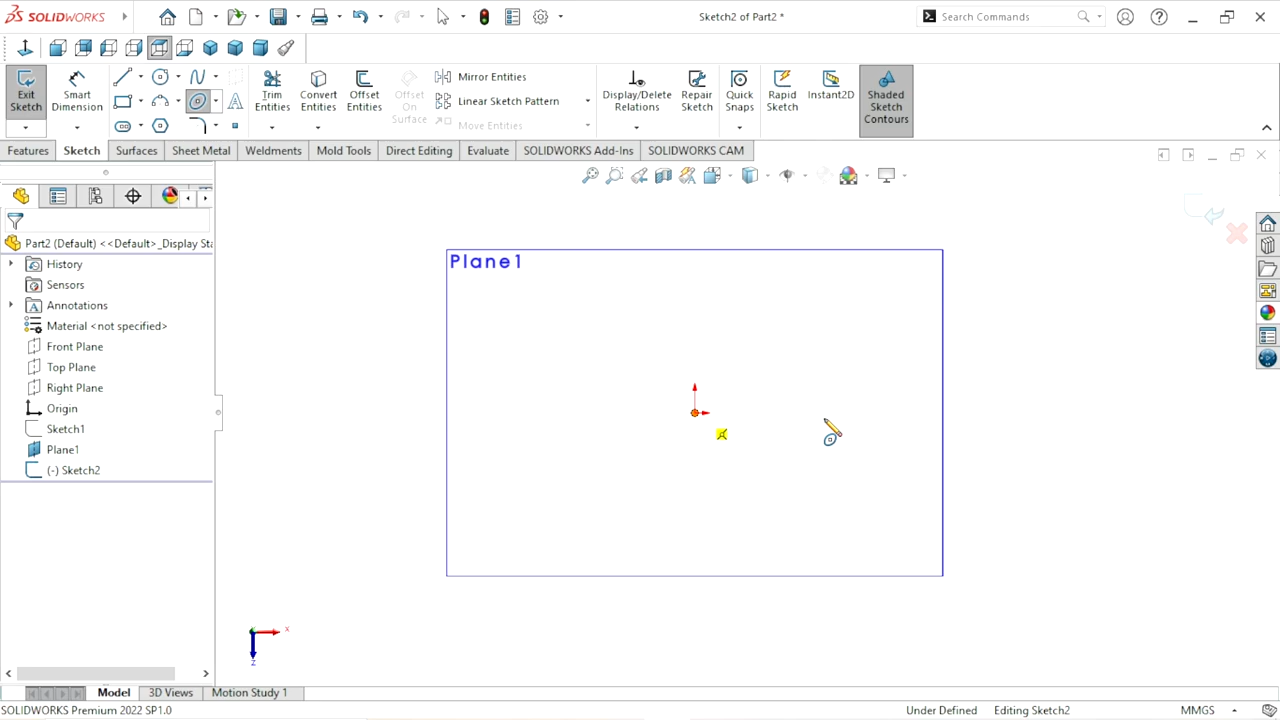 SOLIDWORKS
Sketch2 of Part2 *
Search Commands
Exit Sketch
Smart Dimension
Trim Entities
Convert Entities
Offset Entities
Offset On Surface
Mirror Entities
Linear Sketch Pattern
Move Entities
Display/Delete Relations
Repair Sketch
Quick Snaps
Rapid Sketch
Instant2D
Shaded Sketch Contours
Features
Sketch
Surfaces
Sheet Metal
Weldments
Mold Tools
Direct Editing
Evaluate
SOLIDWORKS Add-Ins
SOLIDWORKS CAM
Part2 (Default) <<Default>_Display Sta
History
Sensors
Annotations
Material <not specified>
Front Plane
Top Plane
Right Plane
Origin
Sketch1
Plane1
(-) Sketch2
Plane1
x
z
Model
3D Views
Motion Study 1
SOLIDWORKS Premium 2022 SP1.0
Under Defined
Editing Sketch2
MMGS